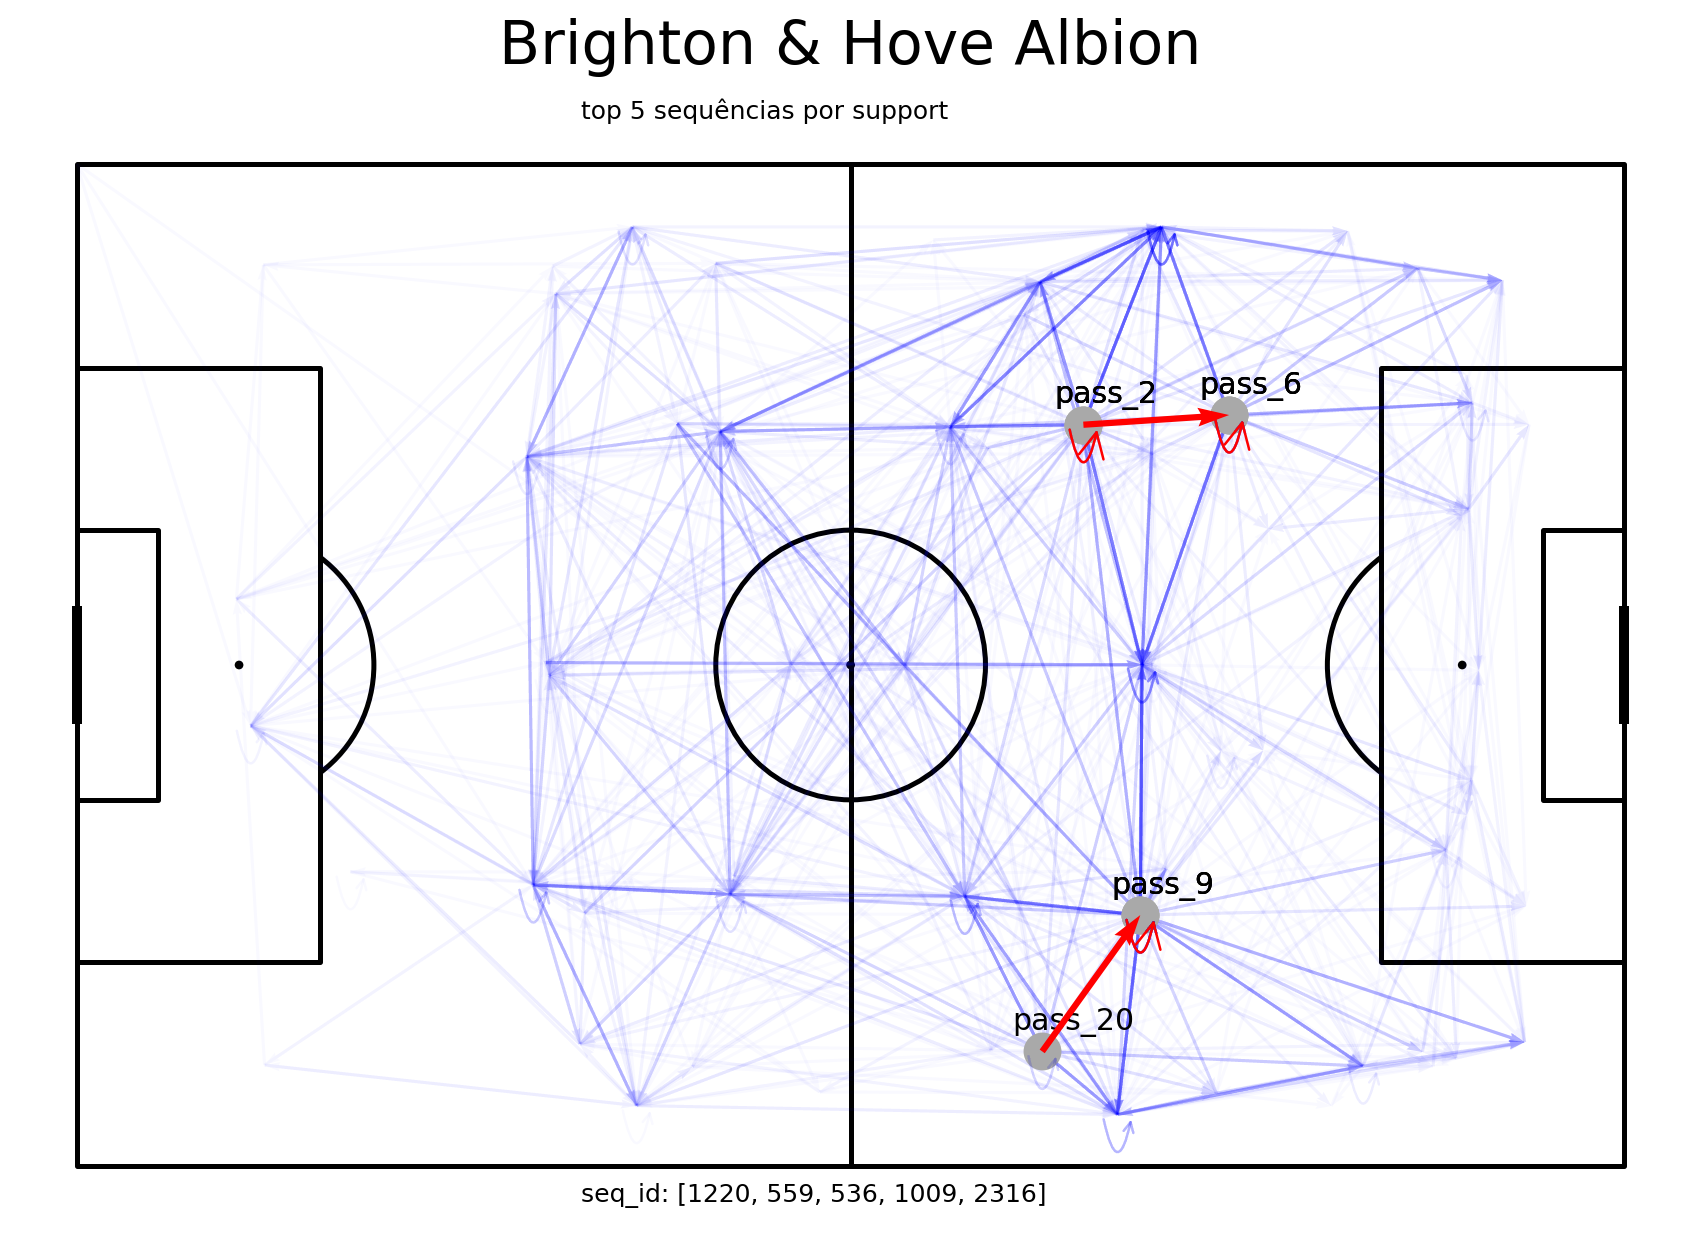 Brighton & Hove Albion
top 5 sequências por support
pass_2
pass_6
pass_9
pass_20
seq_id: [1220, 559, 536, 1009, 2316]